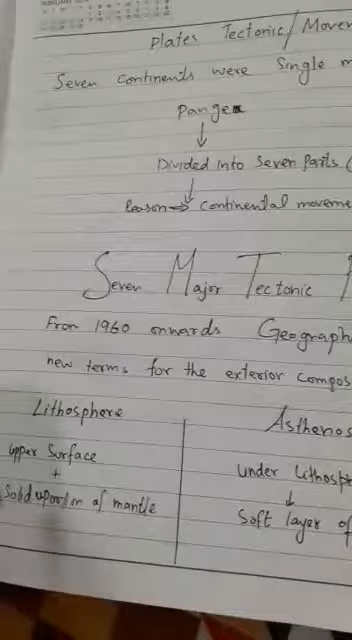 FEBRUARY
Plates Tectonic/Movem
Seven continents were single m
Pangea
Divided into Seven Parts (
Reason → continental moveme
Seven Major Tectonic P
From 1960 onwards Geograph
new terms for the exterior compos
Lithosphere
Asthenos
upper Surface
+
Solid portion of mantle
under Lithosph
Soft layer of